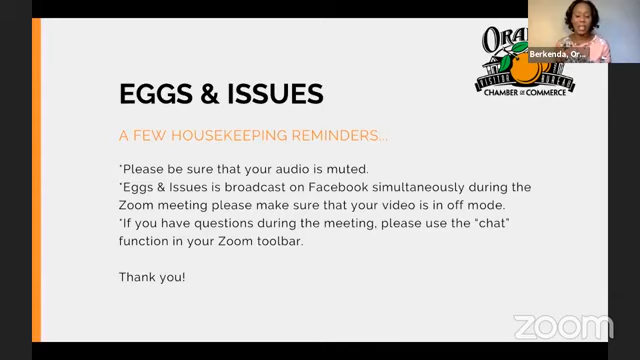 Berkenda, Or...
VISITOR BUREAU
CHAMBER OF COMMERCE
EGGS & ISSUES
A FEW HOUSEKEEPING REMINDERS...
*Please be sure that your audio is muted.
*Eggs & Issues is broadcast on Facebook simultaneously during the
Zoom meeting please make sure that your video is in off mode.
*If you have questions during the meeting, please use the “chat”
function in your Zoom toolbar.
Thank you!
zoom